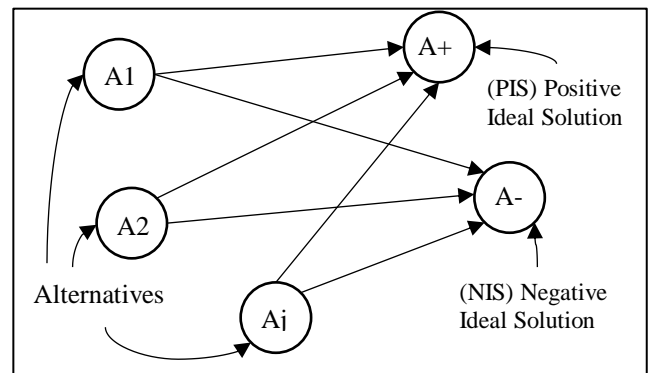 A1
A+
(PIS) Positive
Ideal Solution
A2
A-
Alternatives
Aj
(NIS) Negative
Ideal Solution